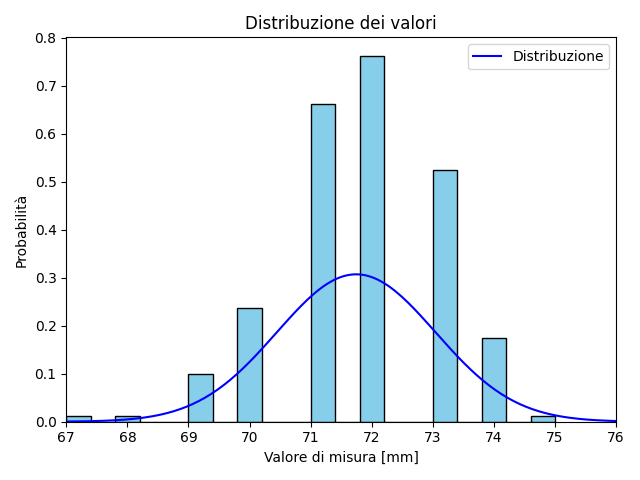 Distribuzione dei valori
Distribuzione
Probabilità
0.8
0.7
0.6
0.5
0.4
0.3
0.2
0.1
0.0
67 68 69 70 71 72 73 74 75 76
Valore di misura [mm]